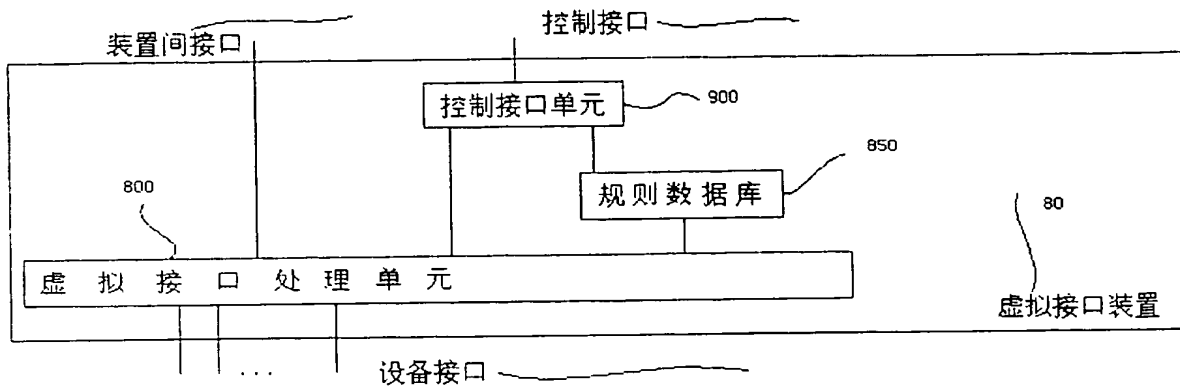 装置间接口
控制接口
控制接口单元
900
850
规则数据库
800
80
虚拟接口处理单元
虚拟接口装置
...
设备接口